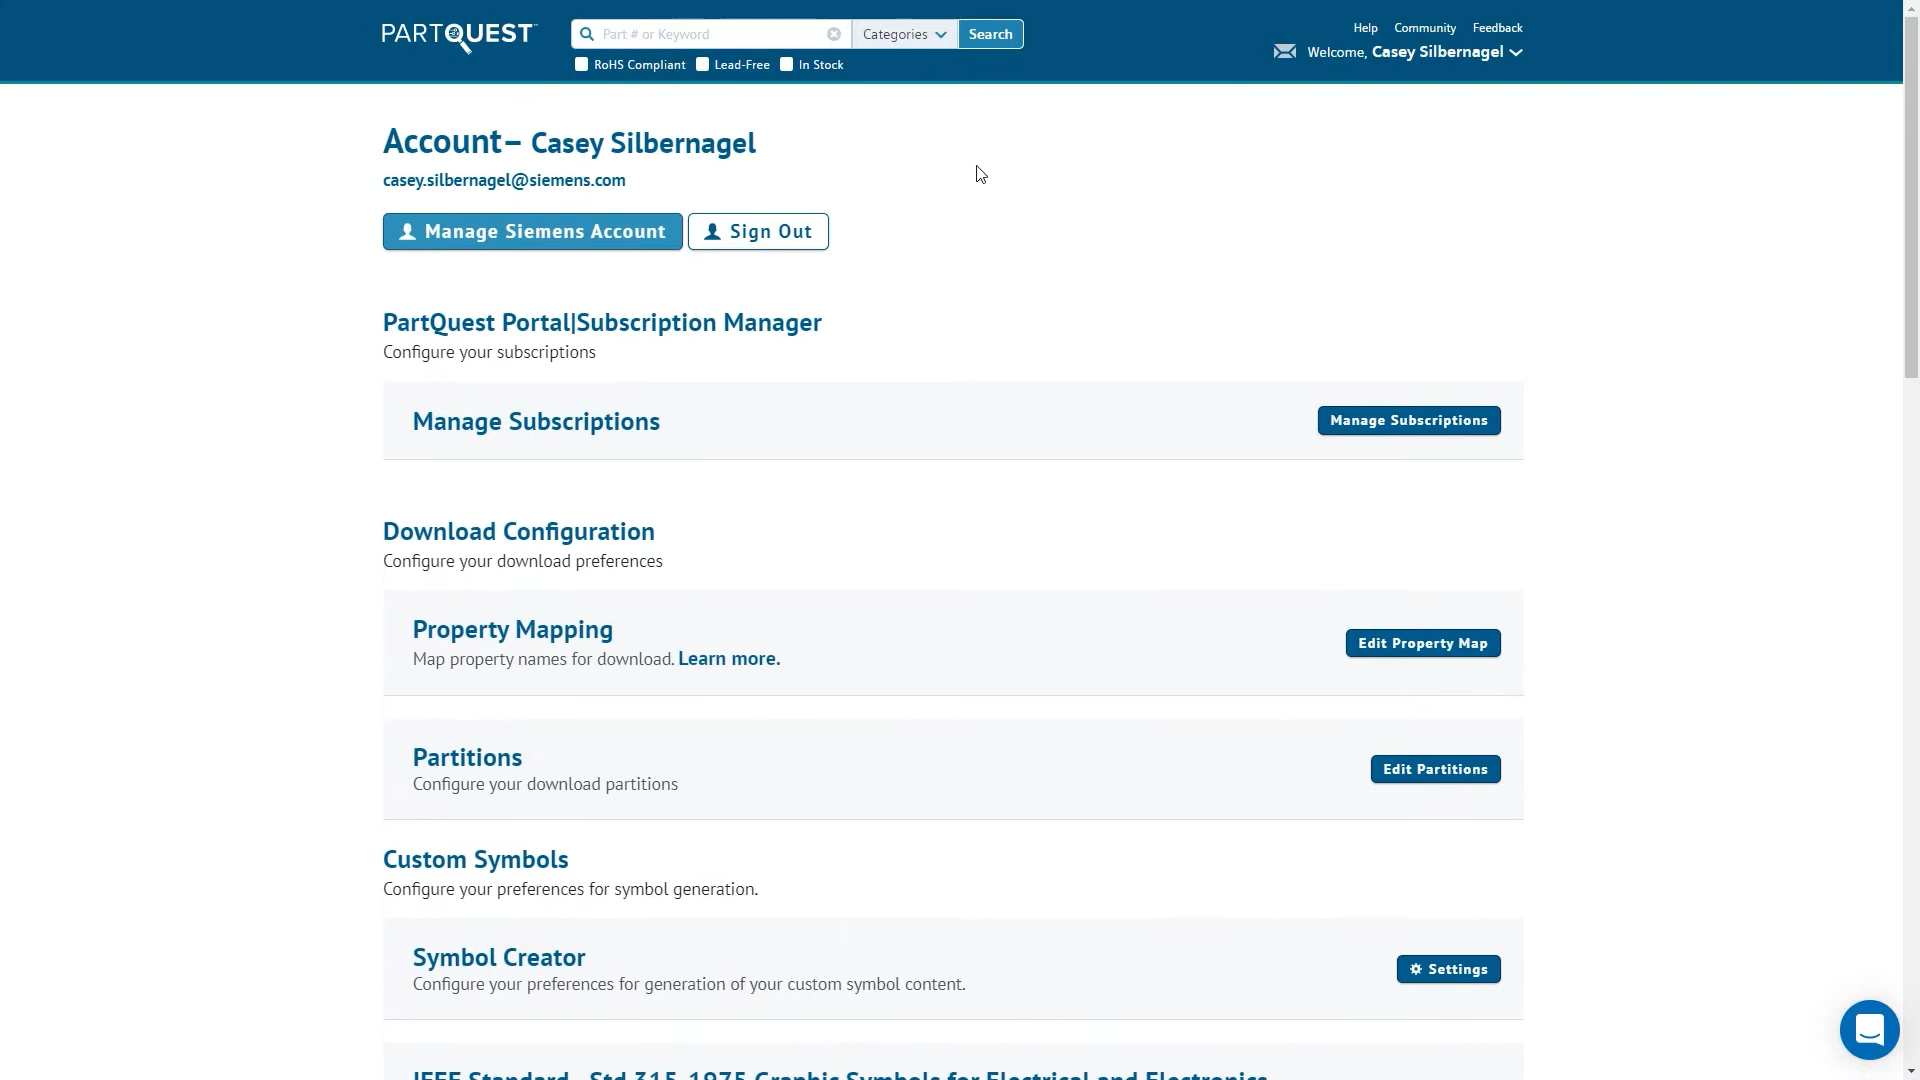 PARTQUEST™
Part # or Keyword
Categories
Search
RoHS Compliant
Lead-Free
In Stock
Help
Community
Feedback
Welcome, Casey Silbernagel
Account– Casey Silbernagel
casey.silbernagel@siemens.com
Manage Siemens Account
Sign Out
PartQuest Portal|Subscription Manager
Configure your subscriptions
Manage Subscriptions
Manage Subscriptions
Download Configuration
Configure your download preferences
Property Mapping
Map property names for download. Learn more.
Edit Property Map
Partitions
Configure your download partitions
Edit Partitions
Custom Symbols
Configure your preferences for symbol generation.
Symbol Creator
Configure your preferences for generation of your custom symbol content.
Settings
IEEE Standard - Std 315-1975 Graphic Symbols for Electrical and Electronics